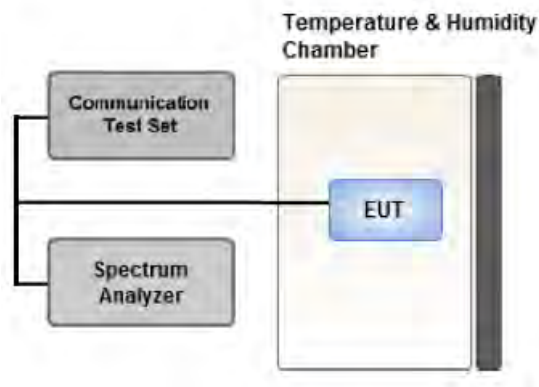 Temperature & Humidity
Chamber
Communication
Test Set
EUT
Spectrum
Analyzer